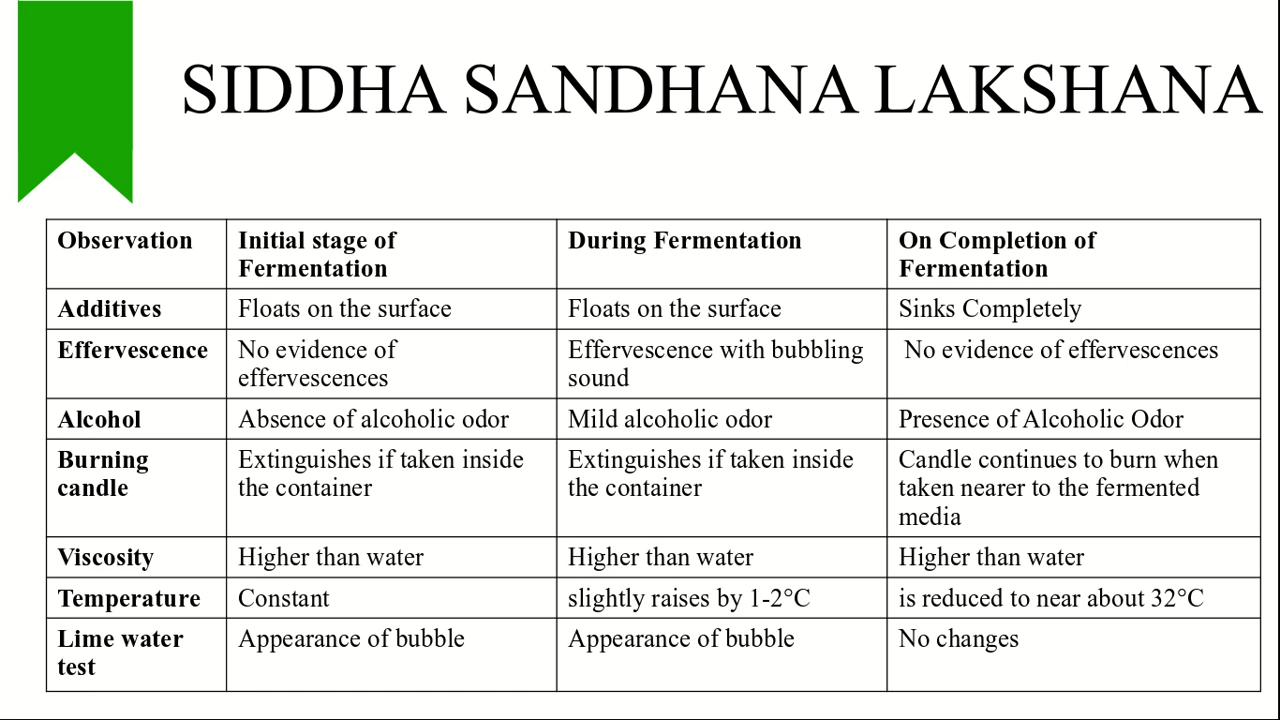 SIDDHA SANDHANA LAKSHANA
Observation
Initial stage of
Fermentation
During Fermentation
On Completion of
Fermentation
Additives
Floats on the surface
Floats on the surface
Sinks Completely
Effervescence
No evidence of
effervescences
Effervescence with bubbling
sound
No evidence of effervescences
Alcohol
Absence of alcoholic odor
Mild alcoholic odor
Presence of Alcoholic Odor
Burning
candle
Extinguishes if taken inside
the container
Extinguishes if taken inside
the container
Candle continues to burn when
taken nearer to the fermented
media
Viscosity
Higher than water
Higher than water
Higher than water
Temperature
Constant
slightly raises by 1-2°C
is reduced to near about 32°C
Lime water
test
Appearance of bubble
Appearance of bubble
No changes